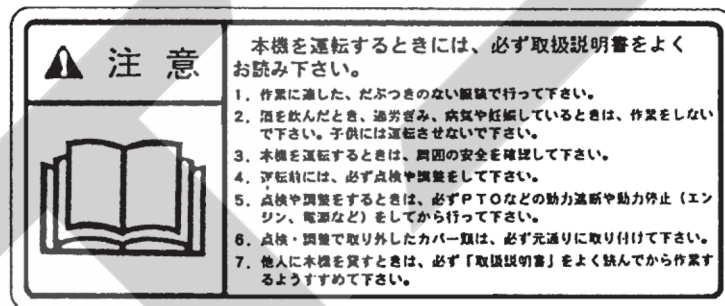 注 意
本機を運転するときには、必ず取扱説明書をよく
お読み下さい。
1．作業に適した、だぶつきのない服装で行って下さい。
2．酒を飲んだとき、過労ぎみ、病気や妊娠しているときは、作業をしない
で下さい。子供には運転させないで下さい。
3．本機を運転するときは、周囲の安全を確認して下さい。
4．運転前には、必ず点検や調整をして下さい。
5．点検や調整をするときは、必ずＰＴＯなどの動力遮断や動力停止（エン
ジン、電源など）をしてから行って下さい。
6．点検・調整で取り外したカバー類は、必ず元通りに取り付けて下さい。
7．他人に本機を貸すときは、必ず「取扱説明書」をよく読んでから作業す
るようすすめて下さい。